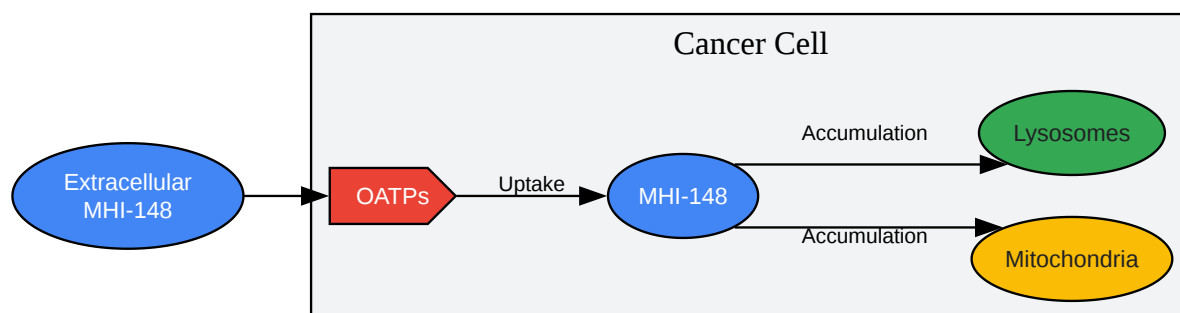 Cancer Cell
Extracellular
MHI-148
OATPs
Uptake
MHI-148
Accumulation
Lysosomes
Accumulation
Mitochondria